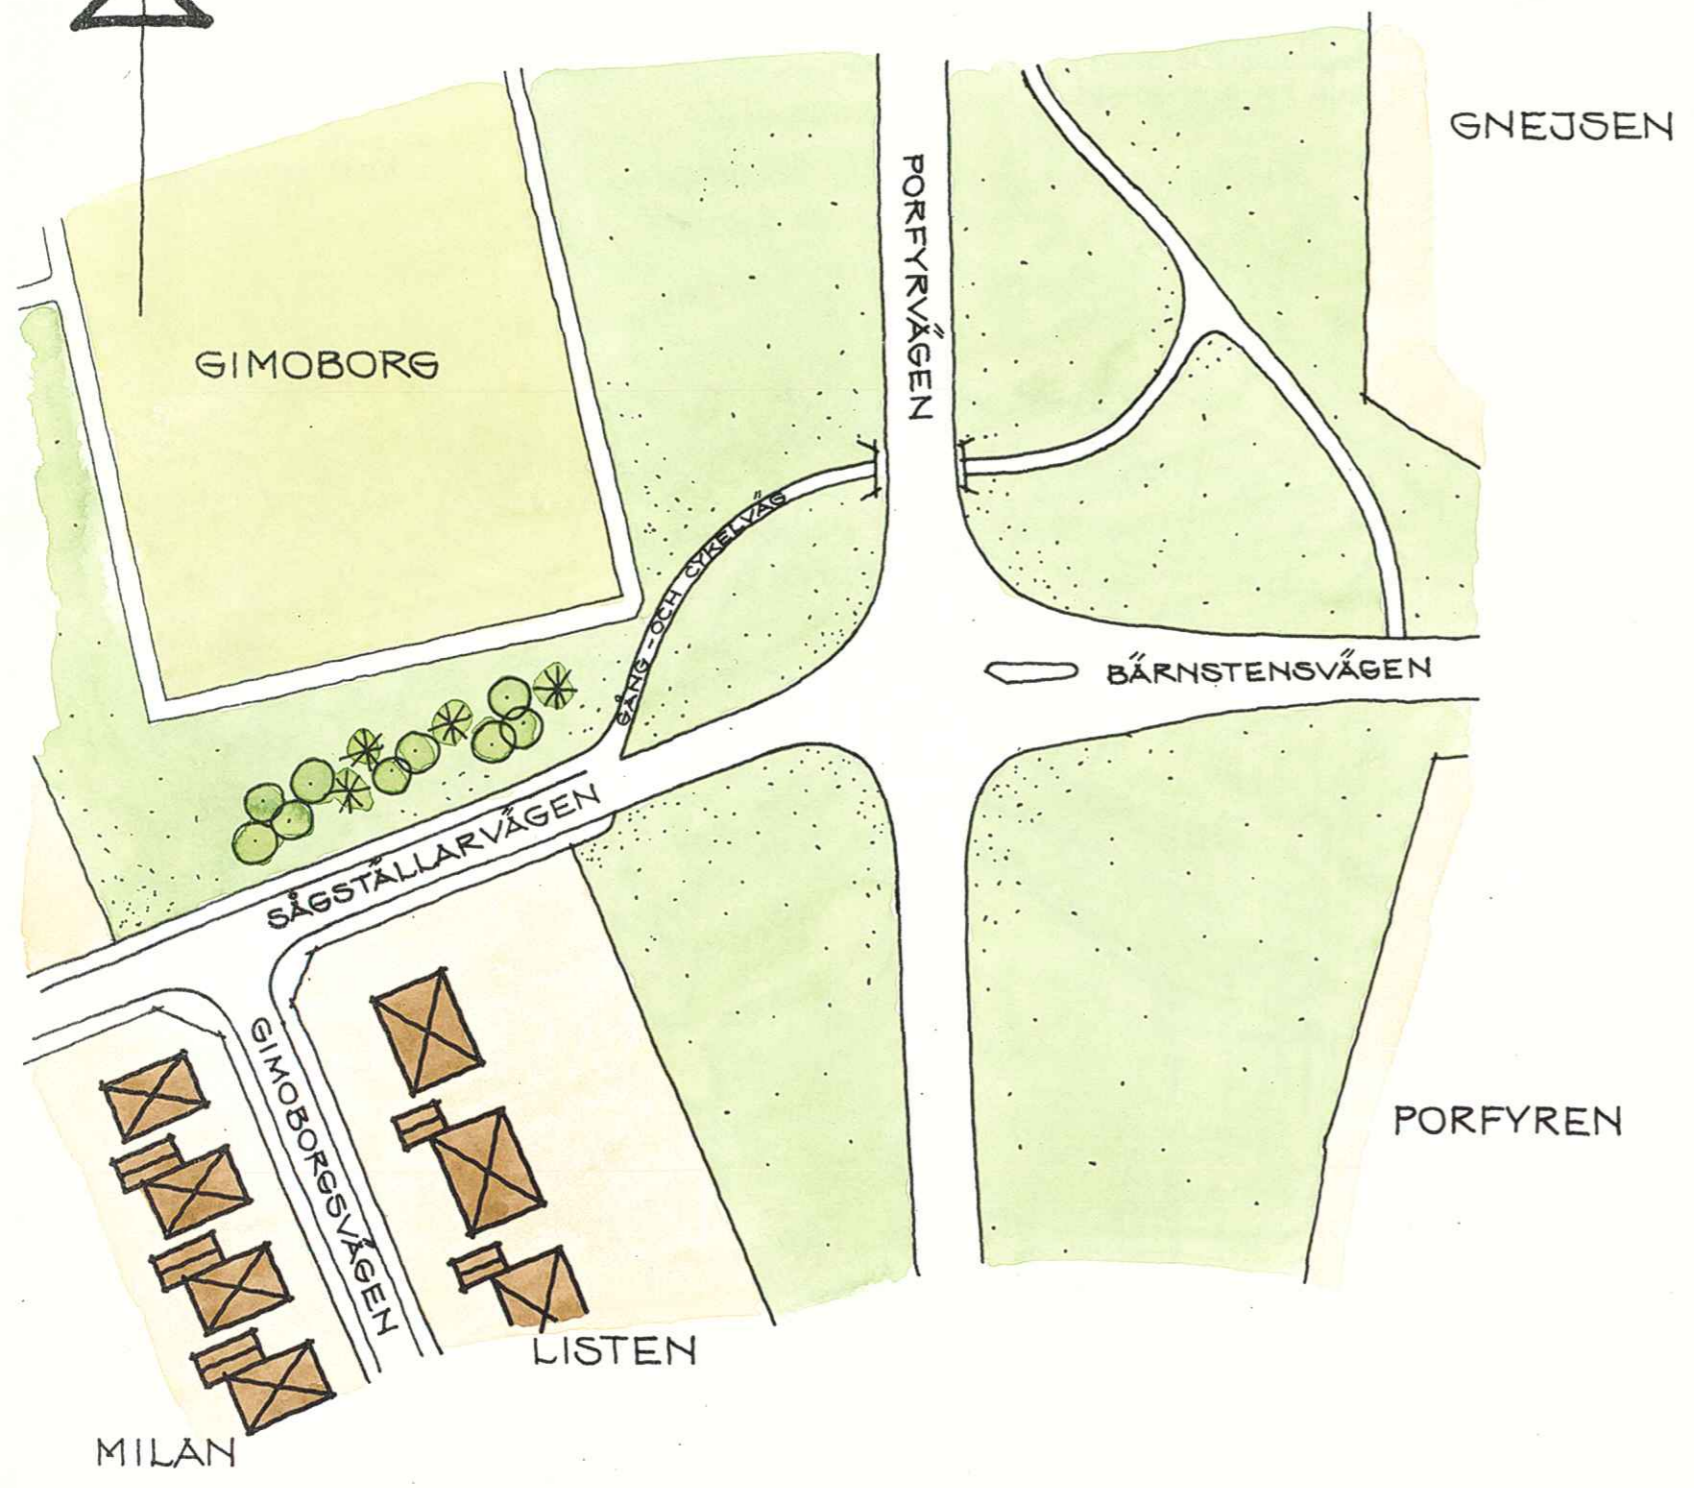 GNEJSEN
PORFYRVÄGEN
GIMOBORG
GÅNG-OCH CYKELVÄG
BÄRNSTENSVÄGEN
SÅGSTÄLLARVÄGEN
GIMOBORGSVÄGEN
PORFYREN
LISTEN
MILAN